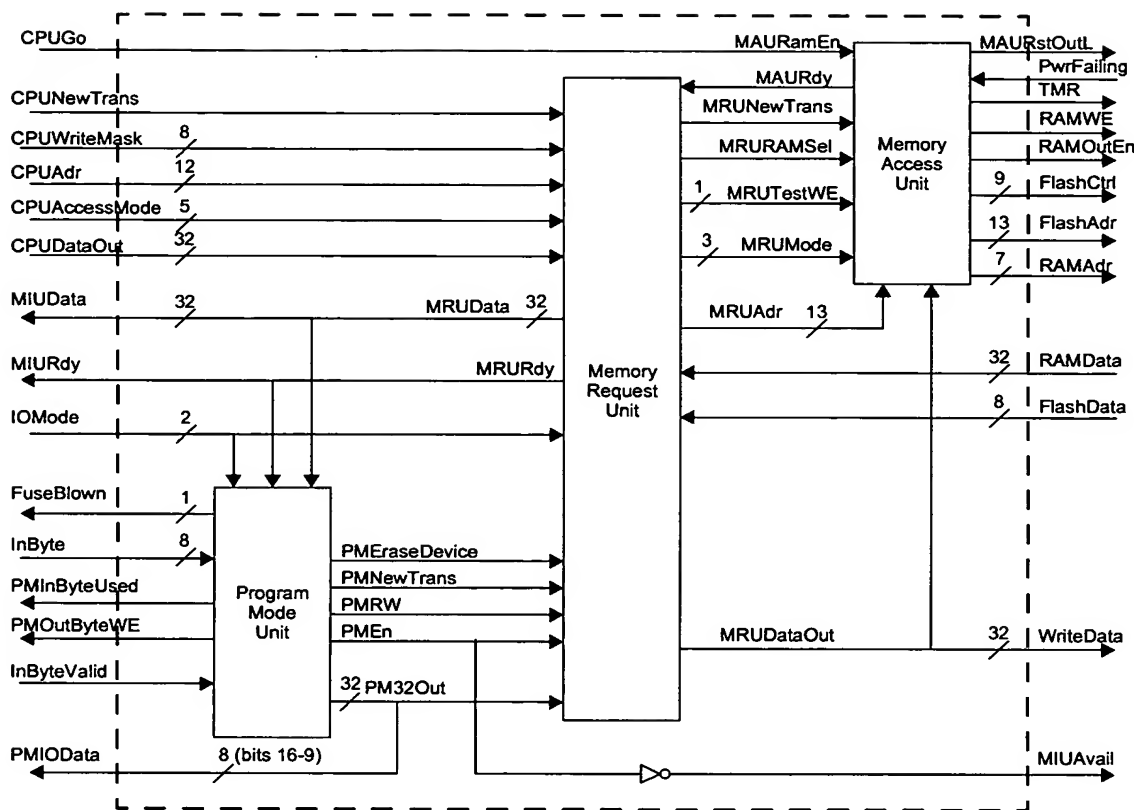 CPUGo
MAURamEn
MAURstOutL
MAURdy
PwrFailing
CPUNewTrans
MRUNewTrans
TMR
CPUWriteMask
8
MRURAMSel
Memory
Access
Unit
RAMWE
RAMOutEn
CPUAdr
12
1
MRUTestWE
9
FlashCtrl
CPUAccessMode
5
13
FlashAdr
CPUDataOut
32
3
MRUMode
7
RAMAdr
MIUData
32
MRUData
32
MRUAdr
13
MIURdy
MRURdy
Memory
Request
Unit
32
RAMData
IOMode
2
8
FlashData
FuseBlown
1
InByte
8
PMEraseDevice
PMInByteUsed
Program
Mode
Unit
PMNewTrans
PMRW
PMOutByteWE
PMEn
MRUDataOut
32
WriteData
InByteValid
32
PM32Out
PMIOData
8 (bits 16-9)
MIUAvail